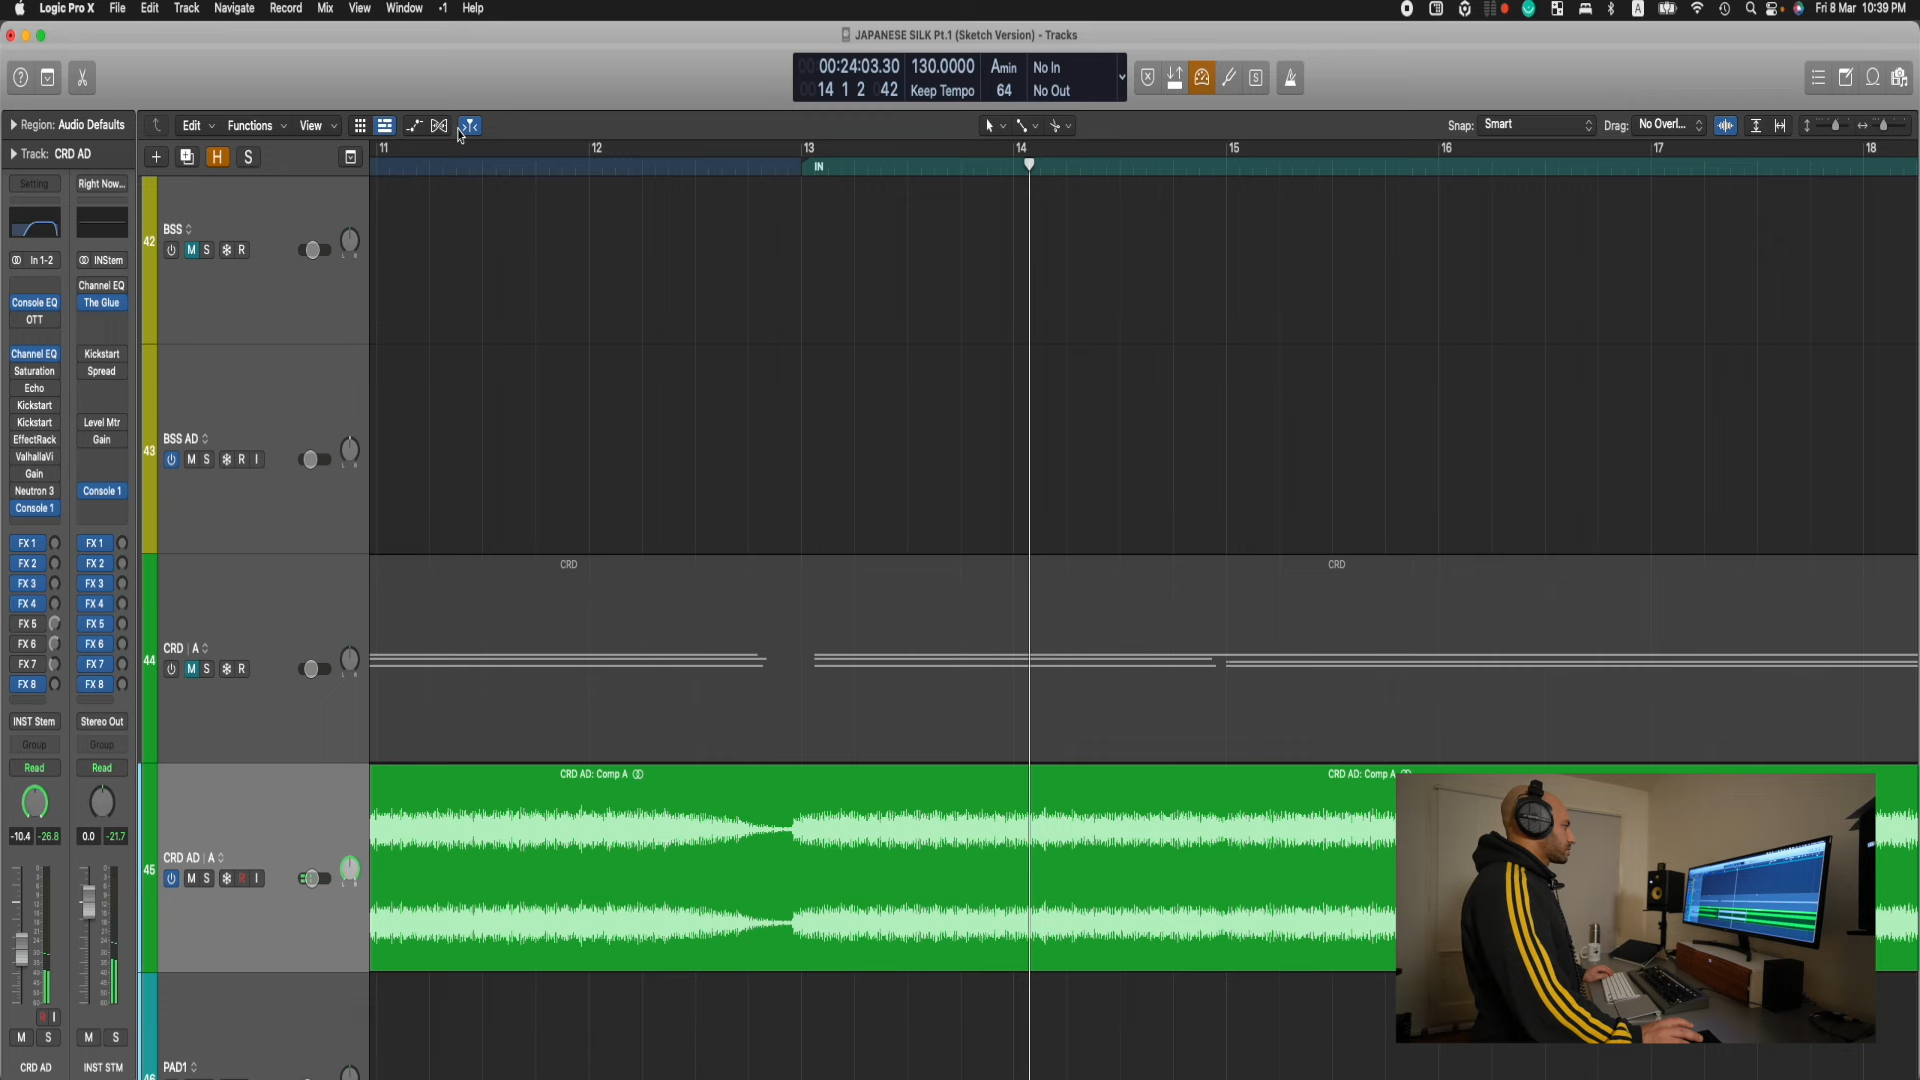 Logic Pro X File Edit Track Navigate Record Mix View Window -1 Help
A Fri 8 Mar 10:39 PM
JAPANESE SILK Pt.1 (Sketch Version) - Tracks
00:24:03.30 130.0000 Amin No In
14 1 2 42 Keep Tempo 64 No Out
Region: Audio Defaults
Edit Functions View
Snap: Smart Drag: No Overl...
Track: CRD AD
H S
11 12 13 14 15 16 17 18
IN
Setting Right Now...
In 1-2 INStem
Channel EQ
Console EQ The Glue
OTT
Channel EQ Kickstart
Saturation Spread
Echo
Kickstart
Kickstart Level Mtr
EffectRack Gain
ValhallaVi
Gain
Neutron 3 Console 1
Console 1
FX 1 FX 1
FX 2 FX 2
FX 3 FX 3
FX 4 FX 4
FX 5 FX 5
FX 6 FX 6
FX 7 FX 7
FX 8 FX 8
INST Stem Stereo Out
Group Group
Read Read
-10.4 -26.8 0.0 -21.7
R I
M S M S
CRD AD INST STM
42 BSS
M S R
L R
43 BSS AD
M S R I
L R
44 CRD | A
M S R
L R
CRD CRD
45 CRD AD | A
M S R I
L R
CRD AD: Comp A CRD AD: Comp A
46 PAD1